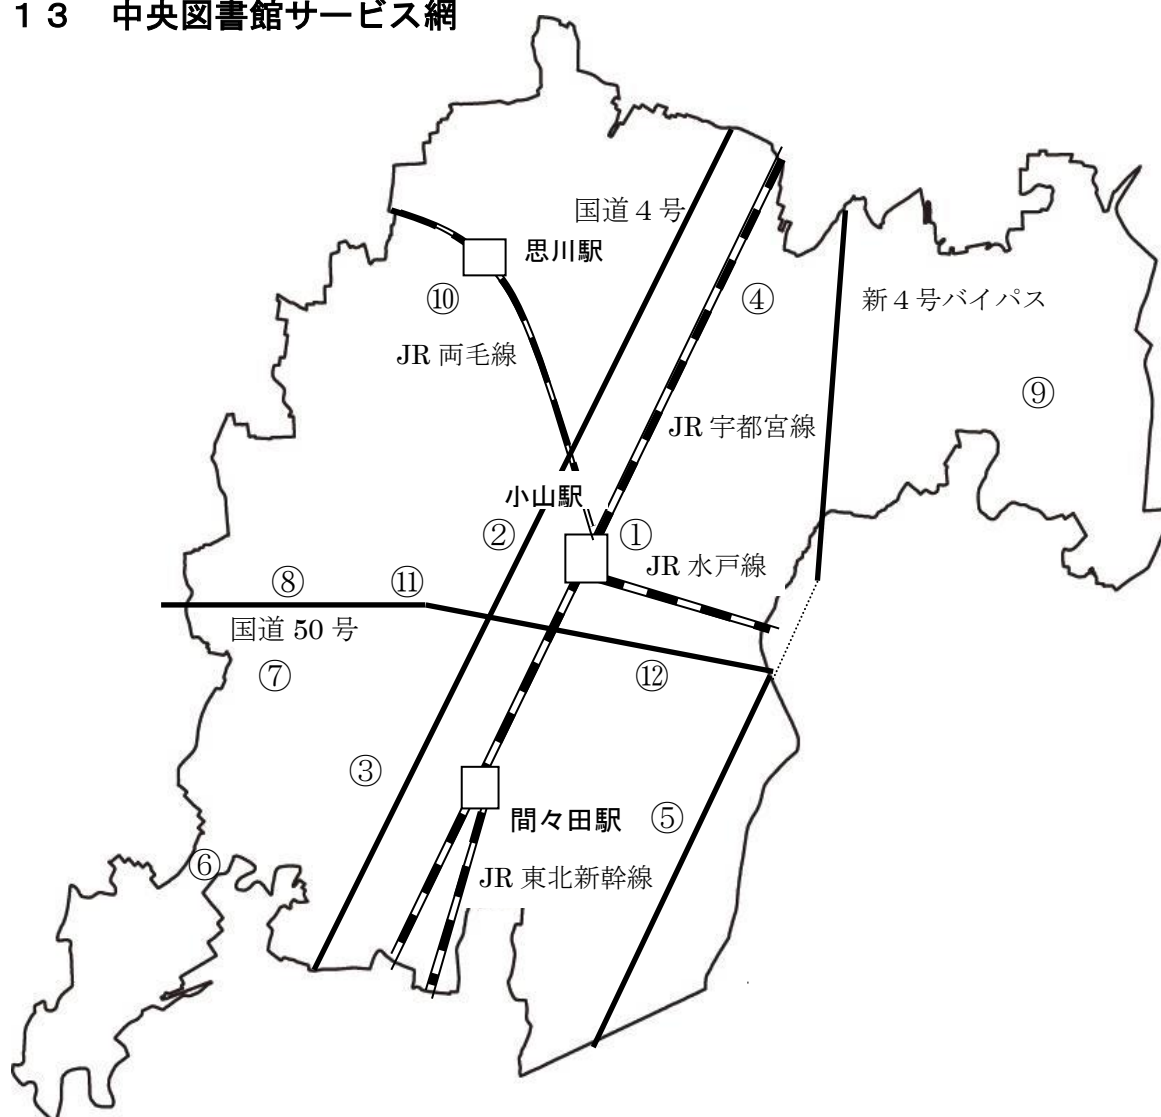 13 中央図書館サービス網
国道4号
思川駅
⑩
④
新4号バイパス
JR 両毛線
⑨
JR 宇都宮線
小山駅
②
①
JR 水戸線
⑧
⑪
国道 50 号
⑦
⑫
③
間々田駅
⑤
⑥
JR 東北新幹線